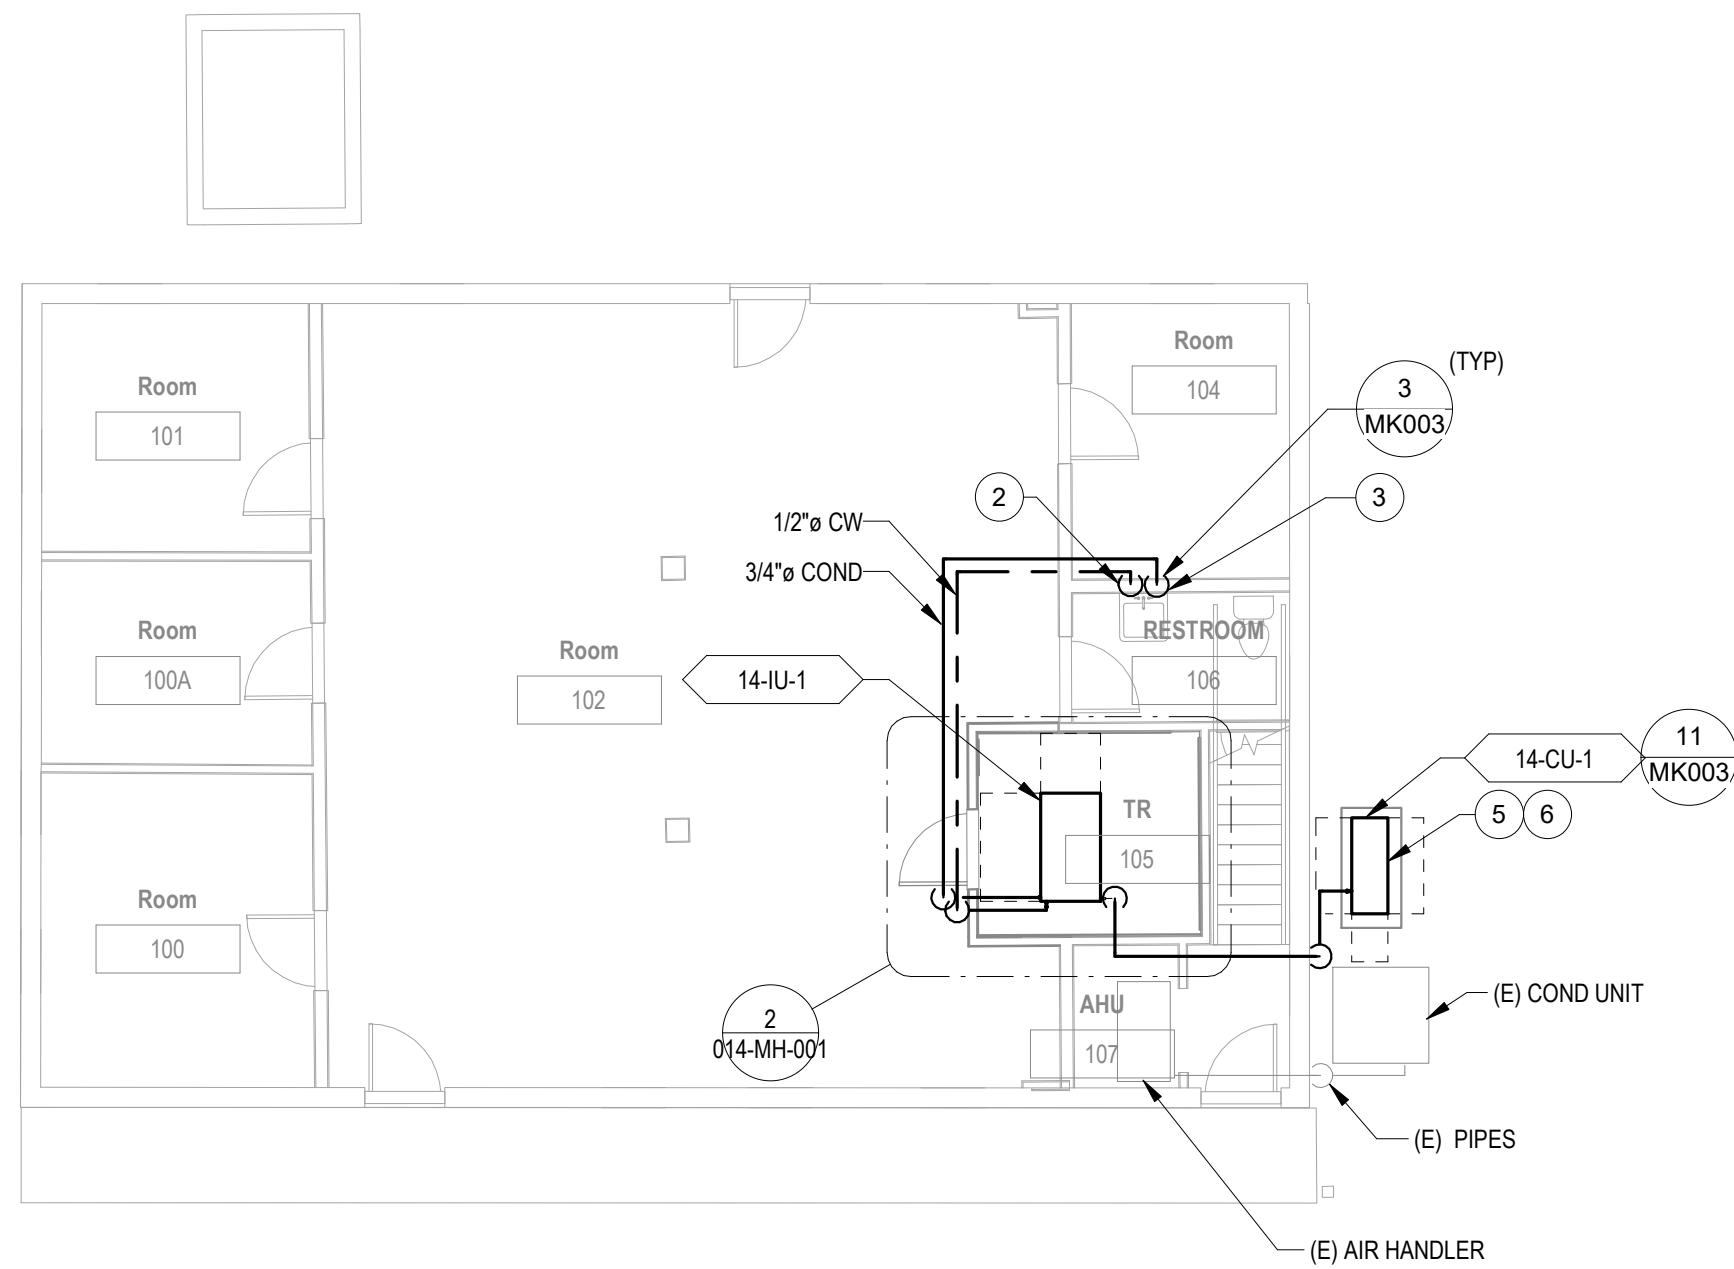 Room
104
(TYP)
3
MK003
Room
101
2
3
1/2"ø CW
3/4"ø COND
Room
100A
RESTROOM
106
Room
102
14-IU-1
11
MK003
14-CU-1
TR
105
5
6
Room
100
(E) COND UNIT
AHU
107
2
014-MH-001
(E) PIPES
(E) AIR HANDLER